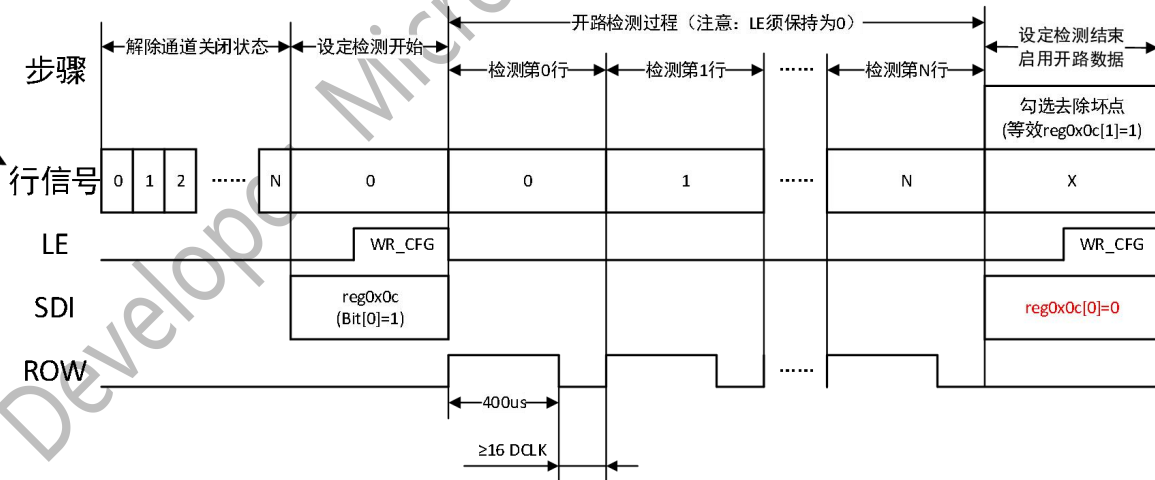 开路检测过程（注意：LE须保持为0）
解除通道关闭状态
设定检测开始
设定检测结束
启用开路数据
步骤
检测第0行
检测第1行
······
检测第N行
勾选去除坏点
(等效reg0x0c[1]=1)
行信号
0
1
2
······
N
0
0
1
······
N
X
LE
WR_CFG
WR_CFG
SDI
reg0x0c
(Bit[0]=1)
reg0x0c[0]=0
ROW
······
400us
≥16 DCLK
Developer Micro